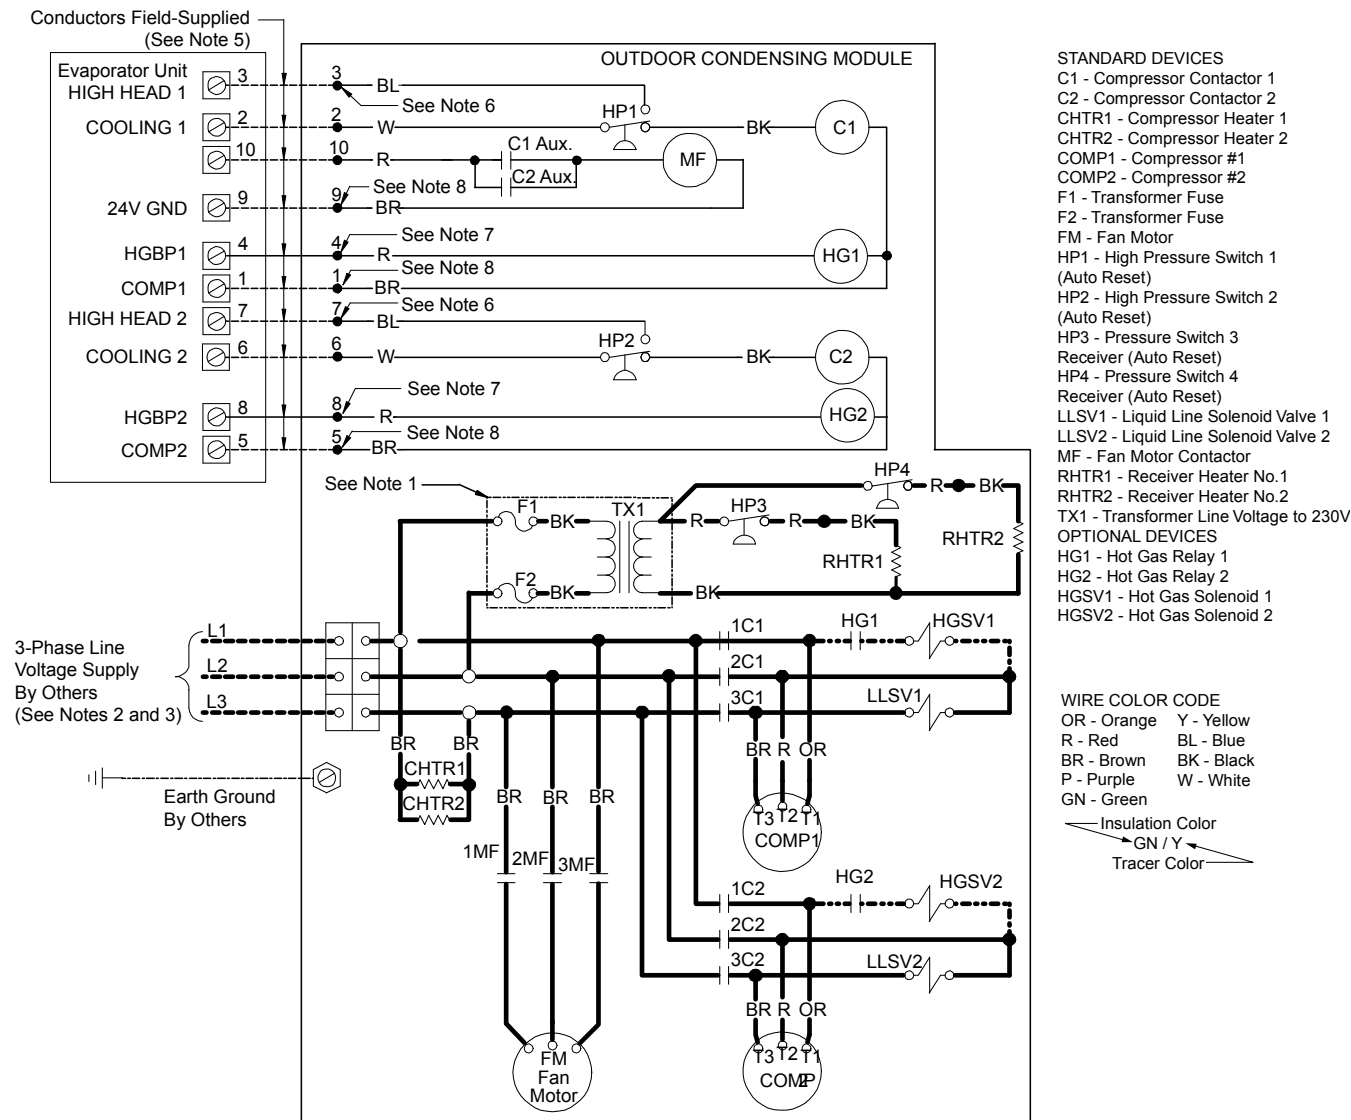 Conductors Field-Supplied
(See Note 5)
OUTDOOR CONDENSING MODULE
Evaporator Unit
HIGH HEAD 1
3
3
BL
See Note 6
HP1
COOLING 1
2
2
W
BK
C1
10
10
R
C1 Aux.
C2 Aux.
MF
24V GND
9
9
See Note 8
BR
HGBP1
4
4
See Note 7
R
HG1
COMP1
1
1
See Note 8
BR
HIGH HEAD 2
7
7
See Note 6
BL
HP2
COOLING 2
6
6
W
BK
C2
HGBP2
8
8
See Note 7
R
HG2
COMP2
5
5
See Note 8
BR
See Note 1
F1
BK
TX1
F2
BK
HP4
R
BK
R
HP3
R
BK
RHTR1
RHTR2
BK
3-Phase Line
Voltage Supply
By Others
(See Notes 2 and 3)
L1
L2
L3
1C1
HG1
HGSV1
2C1
3C1
LLSV1
BR
BR
CHTR1
CHTR2
Earth Ground
By Others
BR
BR
BR
BR
R
OR
T3
T2
T1
COMP1
1MF
2MF
3MF
1C2
HG2
HGSV2
2C2
3C2
LLSV2
BR
R
OR
T3
T2
T1
COMP2
FM
Fan
Motor
STANDARD DEVICES
C1 - Compressor Contactor 1
C2 - Compressor Contactor 2
CHTR1 - Compressor Heater 1
CHTR2 - Compressor Heater 2
COMP1 - Compressor #1
COMP2 - Compressor #2
F1 - Transformer Fuse
F2 - Transformer Fuse
FM - Fan Motor
HP1 - High Pressure Switch 1
(Auto Reset)
HP2 - High Pressure Switch 2
(Auto Reset)
HP3 - Pressure Switch 3
Receiver (Auto Reset)
HP4 - Pressure Switch 4
Receiver (Auto Reset)
LLSV1 - Liquid Line Solenoid Valve 1
LLSV2 - Liquid Line Solenoid Valve 2
MF - Fan Motor Contactor
RHTR1 - Receiver Heater No.1
RHTR2 - Receiver Heater No.2
TX1 - Transformer Line Voltage to 230V
OPTIONAL DEVICES
HG1 - Hot Gas Relay 1
HG2 - Hot Gas Relay 2
HGSV1 - Hot Gas Solenoid 1
HGSV2 - Hot Gas Solenoid 2
WIRE COLOR CODE
OR - Orange Y - Yellow
R - Red BL - Blue
BR - Brown BK - Black
P - Purple W - White
GN - Green
Insulation Color
GN / Y
Tracer Color